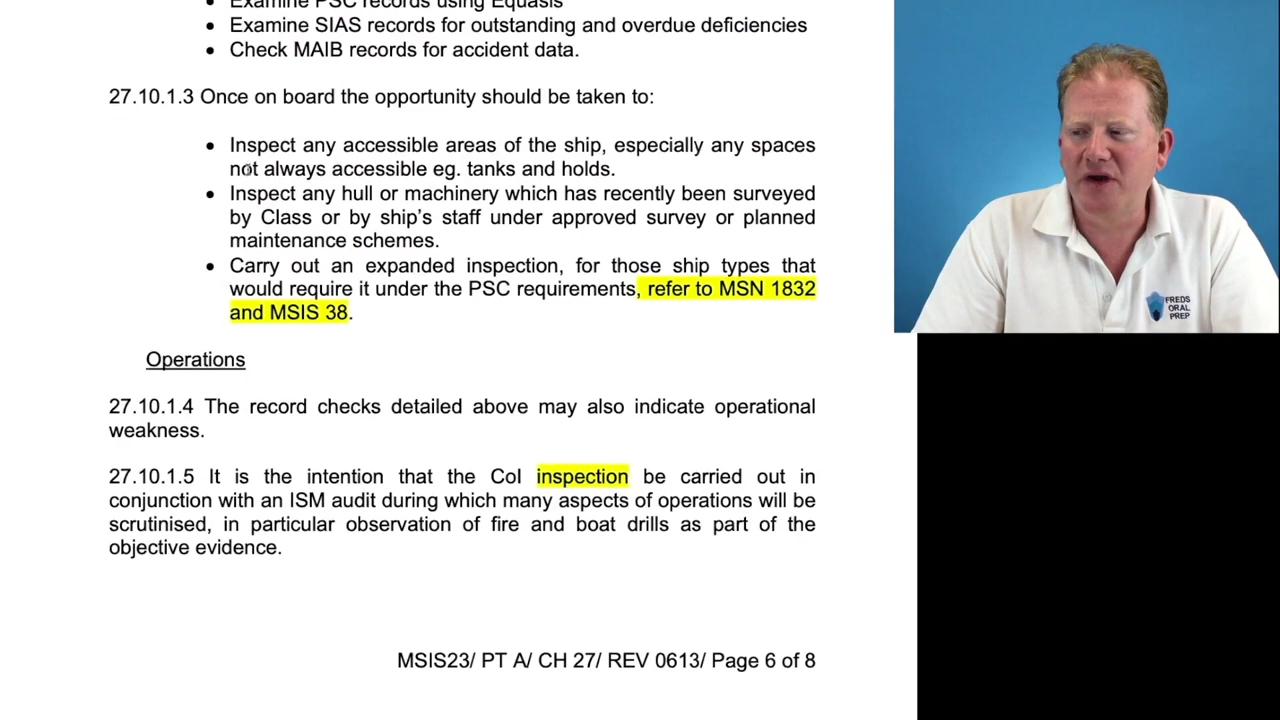 • Examine PSC records using Equasis
• Examine SIAS records for outstanding and overdue deficiencies
• Check MAIB records for accident data.
27.10.1.3 Once on board the opportunity should be taken to:
• Inspect any accessible areas of the ship, especially any spaces
not always accessible eg. tanks and holds.
• Inspect any hull or machinery which has recently been surveyed
by Class or by ship's staff under approved survey or planned
maintenance schemes.
• Carry out an expanded inspection, for those ship types that
would require it under the PSC requirements, refer to MSN 1832
and MSIS 38.
Operations
27.10.1.4 The record checks detailed above may also indicate operational
weakness.
27.10.1.5 It is the intention that the CoI inspection be carried out in
conjunction with an ISM audit during which many aspects of operations will be
scrutinised, in particular observation of fire and boat drills as part of the
objective evidence.
MSIS23/ PT A/ CH 27/ REV 0613/ Page 6 of 8
FREDS
ORAL
PREP